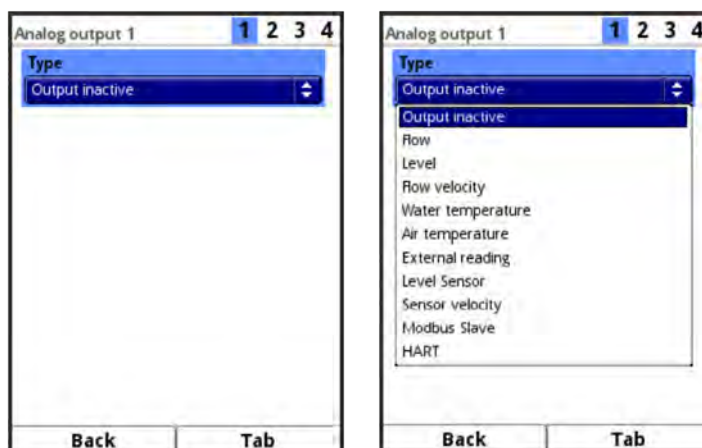 Analog output 1 1 2 3 4
Type
Output inactive
Back Tab
Analog output 1 1 2 3 4
Type
Output inactive
Output inactive
Flow
Level
Flow velocity
Water temperature
Air temperature
External reading
Level Sensor
Sensor velocity
Modbus Slave
HART
Back Tab